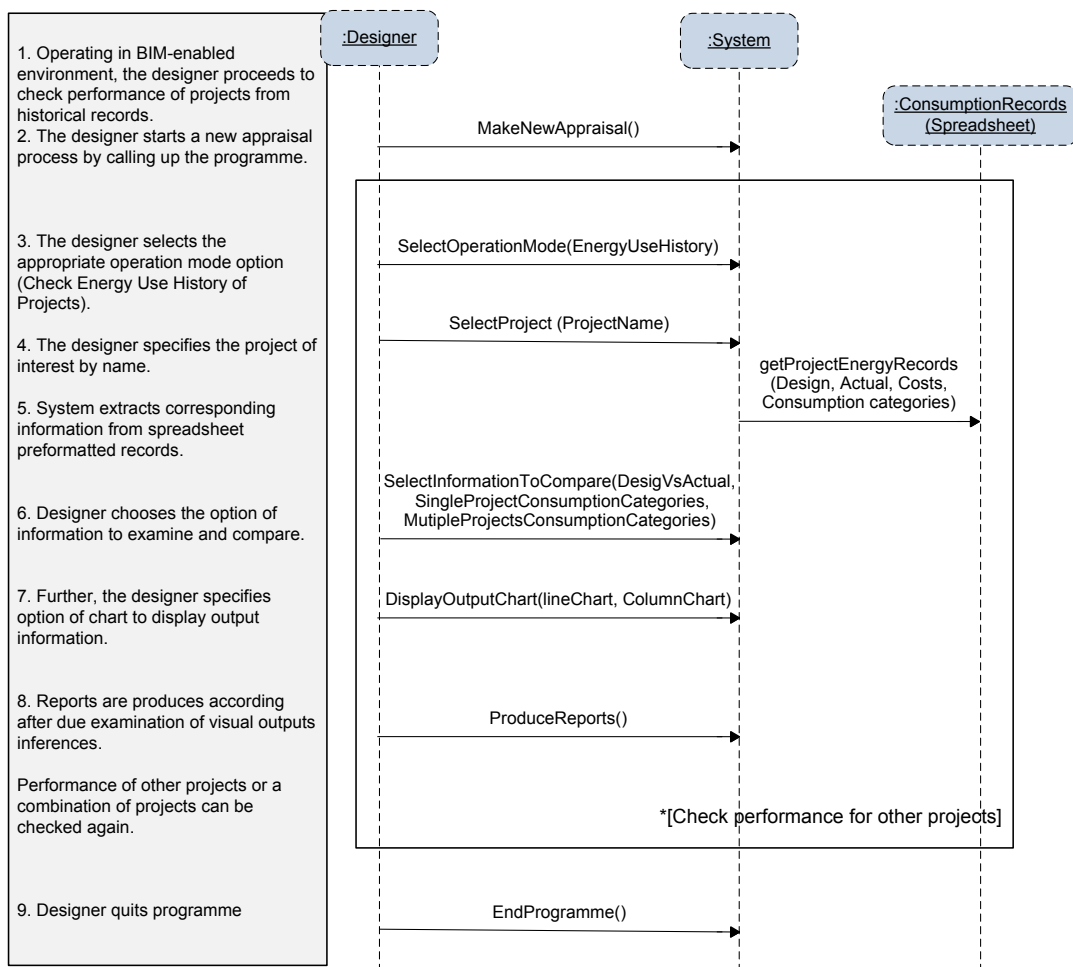 1. Operating in BIM-enabled
environment, the designer proceeds to
check performance of projects from
historical records.
2. The designer starts a new appraisal
process by calling up the programme.
3. The designer selects the
appropriate operation mode option
(Check Energy Use History of
Projects).
4. The designer specifies the project of
interest by name.
5. System extracts corresponding
information from spreadsheet
preformatted records.
6. Designer chooses the option of
information to examine and compare.
7. Further, the designer specifies
option of chart to display output
information.
8. Reports are produces according
after due examination of visual outputs
inferences.
Performance of other projects or a
combination of projects can be
checked again.
9. Designer quits programme
:Designer
:System
:ConsumptionRecords
(Spreadsheet)
MakeNewAppraisal()
SelectOperationMode(EnergyUseHistory)
SelectProject (ProjectName)
getProjectEnergyRecords
(Design, Actual, Costs,
Consumption categories)
SelectInformationToCompare(DesigVsActual,
SingleProjectConsumptionCategories,
MutipleProjectsConsumptionCategories)
DisplayOutputChart(lineChart, ColumnChart)
ProduceReports()
*[Check performance for other projects]
EndProgramme()